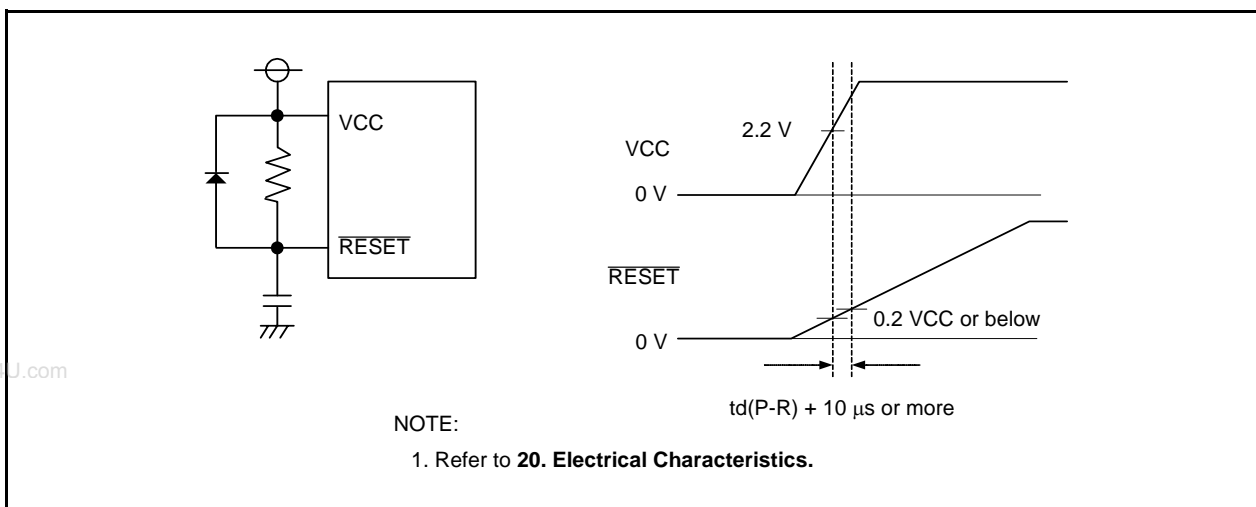 VCC
RESET
2.2 V
VCC
0 V
RESET
0.2 VCC or below
0 V
td(P-R) + 10 μs or more
U.com
NOTE:
1. Refer to 20. Electrical Characteristics.